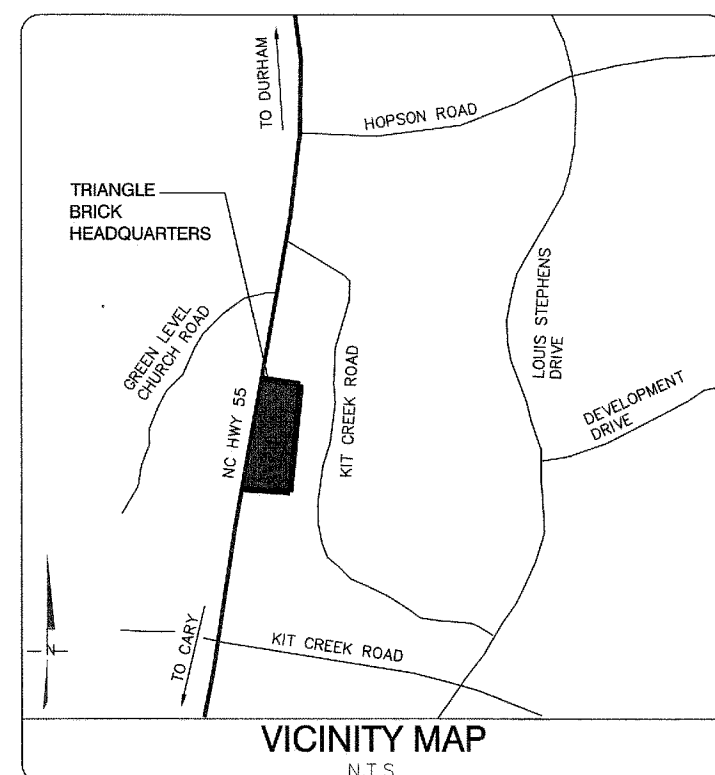 TO DURHAM
HOPSON ROAD
TRIANGLE
BRICK
HEADQUARTERS
GREEN LEVEL
CHURCH ROAD
LOUIS STEPHENS
DRIVE
KIT CREEK ROAD
DEVELOPMENT
DRIVE
NC HWY 55
N
TO CARY
KIT CREEK ROAD
VICINITY MAP
NTS